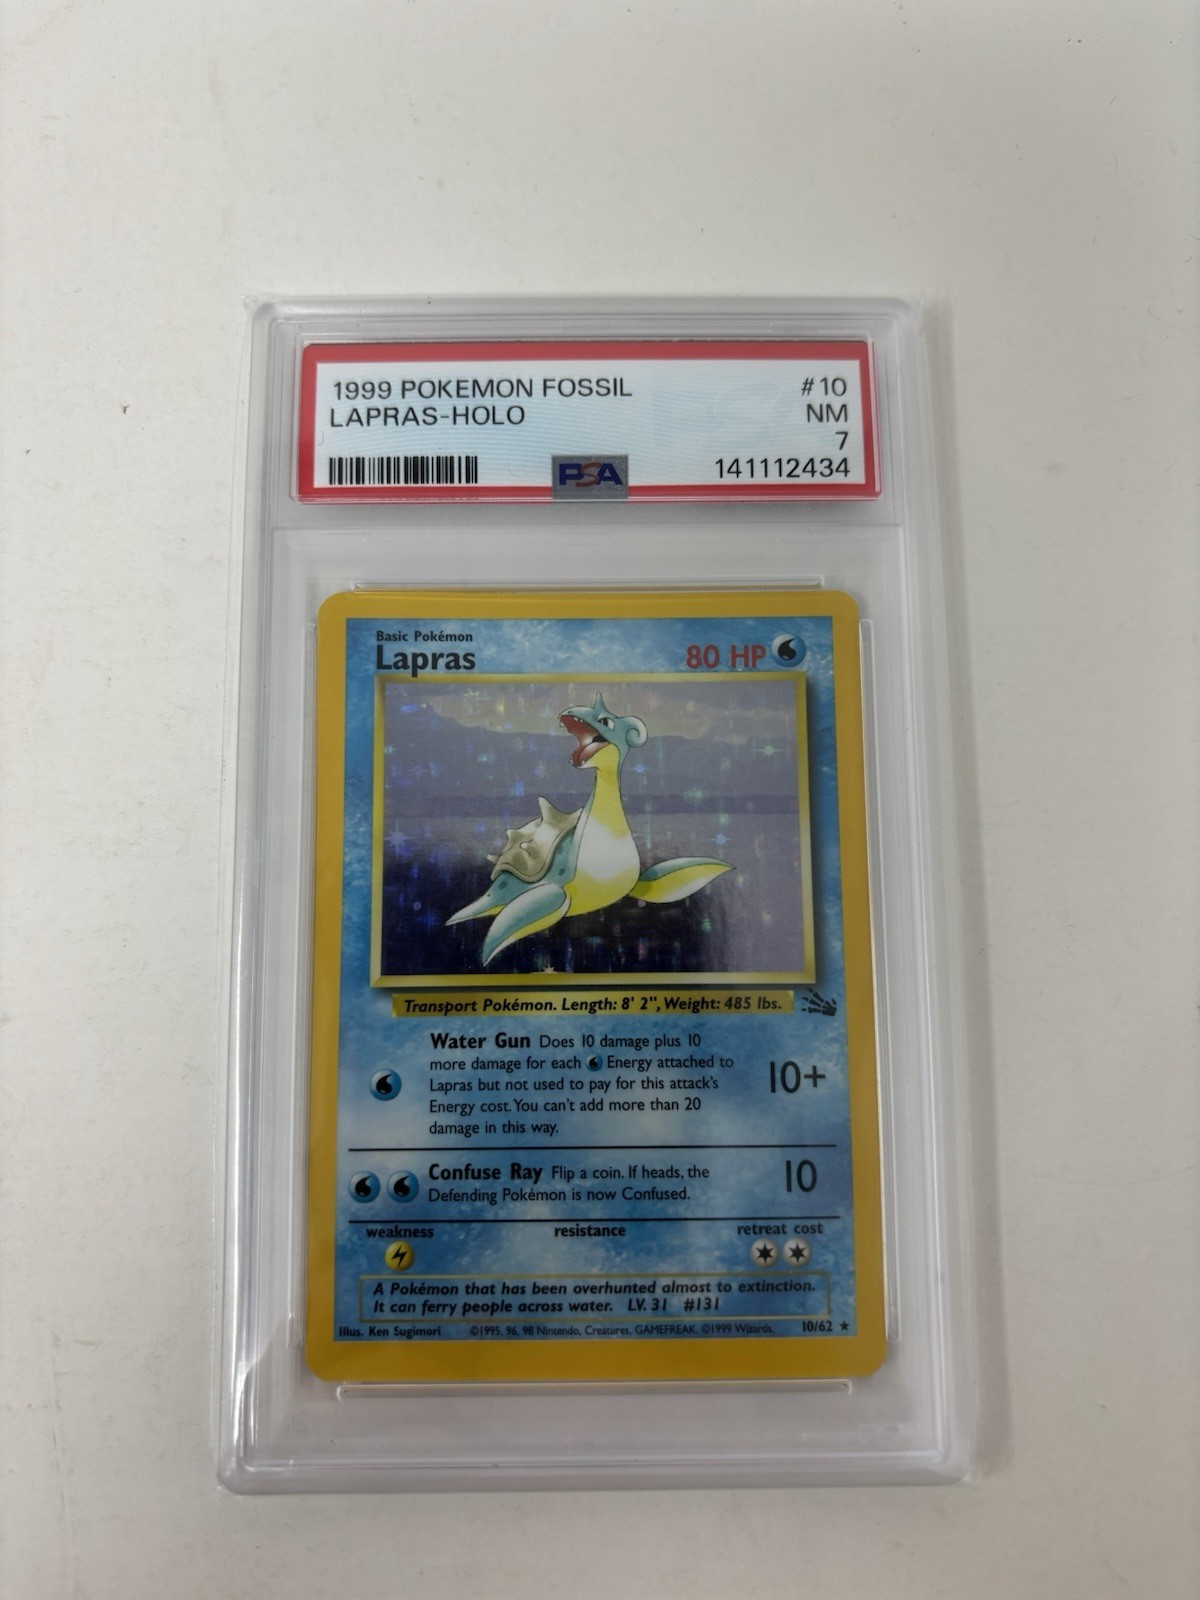 1999 POKEMON FOSSIL #10
LAPRAS-HOLO NM
7
PSA 141112434
Basic Pokémon
Lapras 80 HP
Transport Pokémon. Length: 8' 2", Weight: 485 lbs.
Water Gun Does 10 damage plus 10
more damage for each Energy attached to
Lapras but not used to pay for this attack's
Energy cost. You can't add more than 20
damage in this way.
10+
Confuse Ray Flip a coin. If heads, the
Defending Pokémon is now Confused.
10
weakness resistance retreat cost
A Pokémon that has been overhunted almost to extinction.
It can ferry people across water. LV. 31 #131
Illus. Ken Sugimori ©1995, 96, 98 Nintendo, Creatures, GAMEFREAK. ©1999 Wizards. 10/62 ★